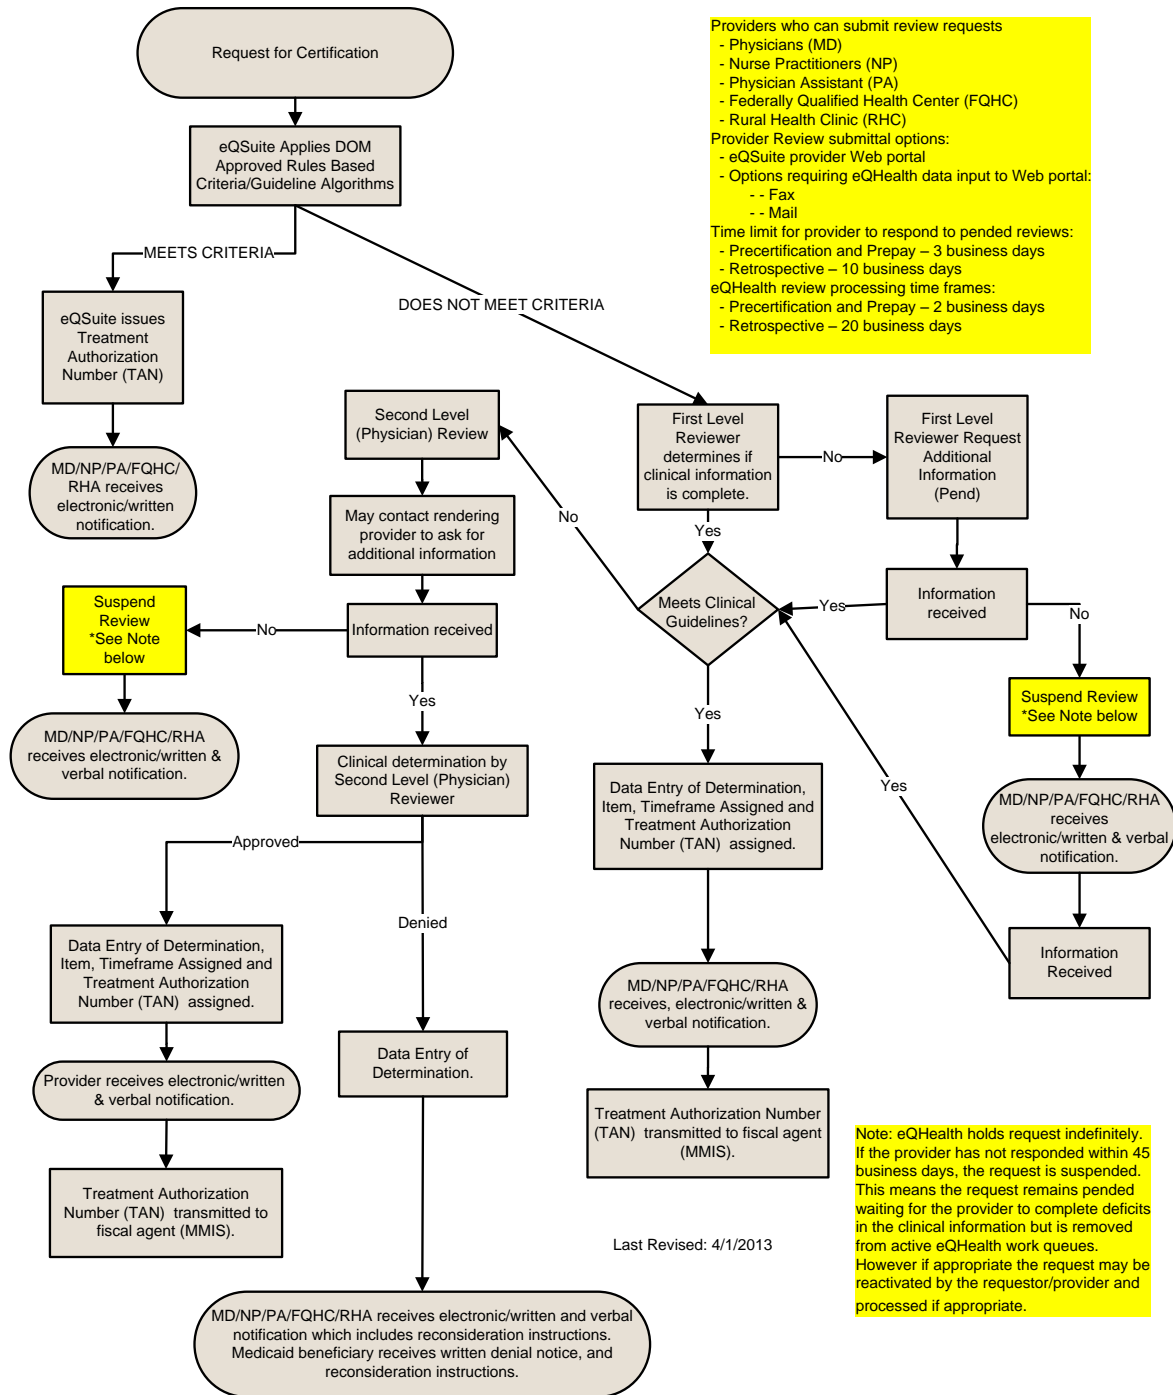 Request for Certification
Providers who can submit review requests
- Physicians (MD)
- Nurse Practitioners (NP)
- Physician Assistant (PA)
- Federally Qualified Health Center (FQHC)
- Rural Health Clinic (RHC)
Provider Review submittal options:
- eQSuite provider Web portal
- Options requiring eQHealth data input to Web portal:
- - Fax
- - Mail
Time limit for provider to respond to pended reviews:
- Precertification and Prepay – 3 business days
- Retrospective – 10 business days
eQHealth review processing time frames:
- Precertification and Prepay – 2 business days
- Retrospective – 20 business days
eQSuite Applies DOM
Approved Rules Based
Criteria/Guideline Algorithms
MEETS CRITERIA
DOES NOT MEET CRITERIA
eQSuite issues
Treatment
Authorization
Number (TAN)
MD/NP/PA/FQHC/
RHA receives
electronic/written
notification.
Second Level
(Physician) Review
First Level
Reviewer
determines if
clinical information
is complete.
No
First Level
Reviewer Request
Additional
Information
(Pend)
May contact rendering
provider to ask for
additional information
No
Yes
Meets Clinical
Guidelines?
Yes
Information
received
No
Suspend
Review
*See Note
below
No
Information received
Yes
Yes
Suspend Review
*See Note below
MD/NP/PA/FQHC/RHA
receives electronic/written &
verbal notification.
Clinical determination by
Second Level (Physician)
Reviewer
Data Entry of Determination,
Item, Timeframe Assigned and
Treatment Authorization
Number (TAN)  assigned.
Yes
MD/NP/PA/FQHC/RHA
receives
electronic/written & verbal
notification.
Approved
Denied
Data Entry of Determination,
Item, Timeframe Assigned and
Treatment Authorization
Number (TAN)  assigned.
Information
Received
MD/NP/PA/FQHC/RHA
receives, electronic/written &
verbal notification.
Data Entry of
Determination.
Provider receives electronic/written
& verbal notification.
Treatment Authorization Number
(TAN)  transmitted to fiscal agent
(MMIS).
Treatment Authorization
Number (TAN)  transmitted to
fiscal agent (MMIS).
Note: eQHealth holds request indefinitely.
If the provider has not responded within 45
business days, the request is suspended.
This means the request remains pended
waiting for the provider to complete deficits
in the clinical information but is removed
from active eQHealth work queues.
However if appropriate the request may be
reactivated by the requestor/provider and
processed if appropriate.
Last Revised: 4/1/2013
MD/NP/PA/FQHC/RHA receives electronic/written and verbal
notification which includes reconsideration instructions.
Medicaid beneficiary receives written denial notice, and
reconsideration instructions.